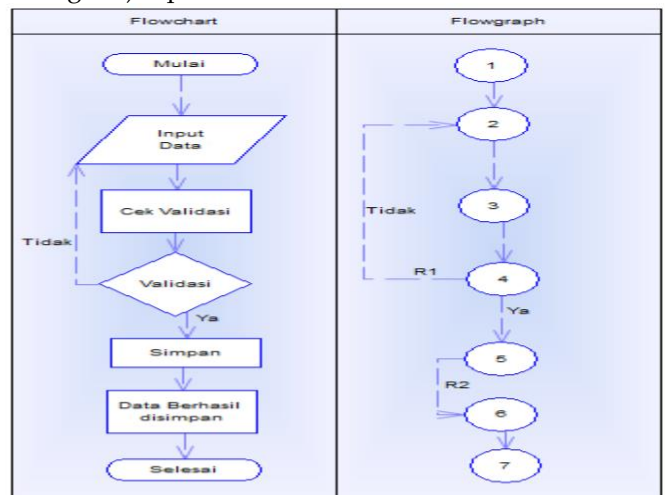 Flowchart
Flowgraph
Mulai
Input
Data
Cek Validasi
Tidak
Validasi
Ya
Simpan
Data Berhasil
disimpan
Selesai
1
2
3
Tidak
R1
4
Ya
5
R2
6
7